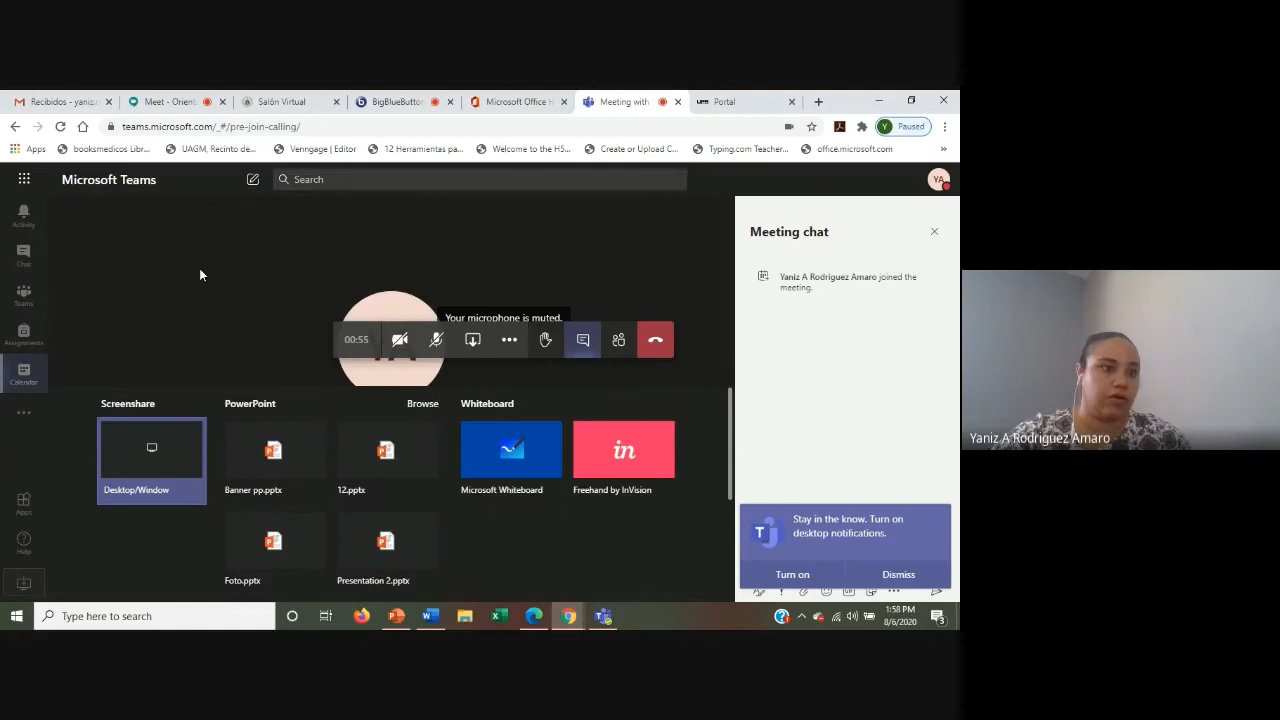 Recibidos - yaniz.r
Meet - Orient
Salón Virtual
BigBlueButto
Microsoft Office H
Meeting with
Portal
teams.microsoft.com/_#/pre-join-calling/
Y
Paused
Apps
booksmedicos Libr...
UAGM, Recinto de...
Venngage | Editor
12 Herramientas pa...
Welcome to the H5...
Create or Upload C...
Typing.com Teacher...
office.microsoft.com
»
Microsoft Teams
Search
YA
Activity
Chat
Teams
Assignments
Calendar
Apps
Help
Meeting chat
Yaniz A Rodriguez Amaro joined the
meeting.
Your microphone is muted.
00:55
Screenshare
PowerPoint
Browse
Whiteboard
Desktop/Window
Banner pp.pptx
12.pptx
in
Microsoft Whiteboard
Freehand by InVision
Foto.pptx
Presentation 2.pptx
T
Stay in the know. Turn on
desktop notifications.
Turn on
Dismiss
Yaniz A Rodriguez Amaro
Type here to search
1:58 PM
8/6/2020
3